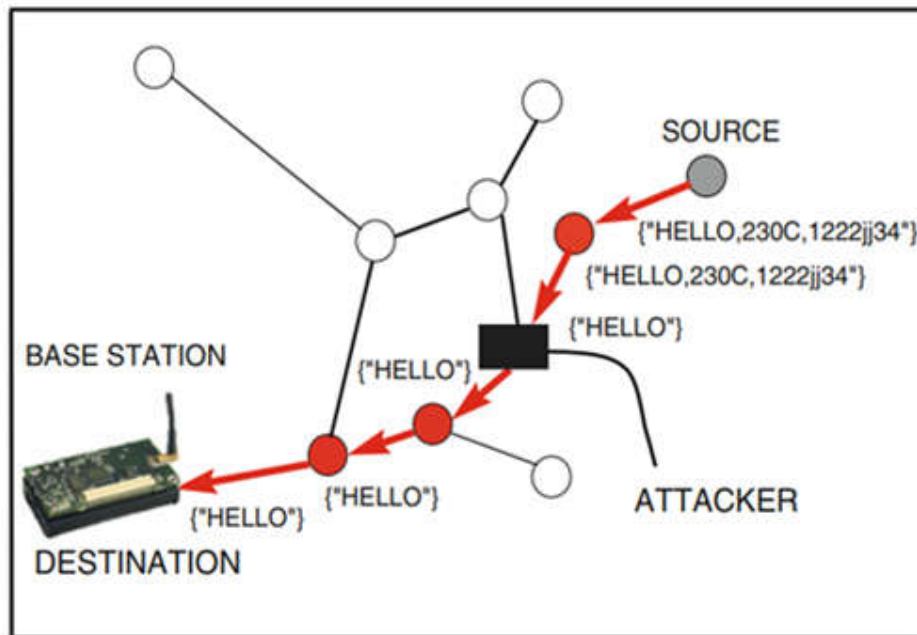 SOURCE
{"HELLO,230C,1222jj34"}
{"HELLO,230C,1222jj34"}
{"HELLO"}
BASE STATION
{"HELLO"}
ATTACKER
{"HELLO"}
{"HELLO"}
DESTINATION